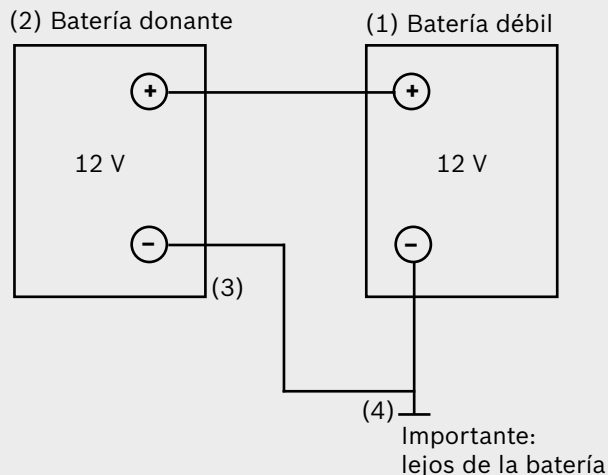 (2) Batería donante
(1) Batería débil
+
+
12 V
12 V
−
−
(3)
(4)
Importante:
lejos de la batería